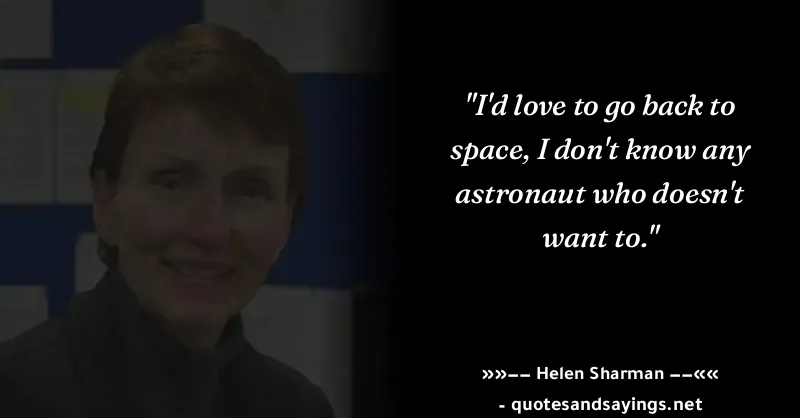 "I'd love to go back to
space, I don't know any
astronaut who doesn't
want to."
»»–– Helen Sharman ––««
- quotesandsayings.net